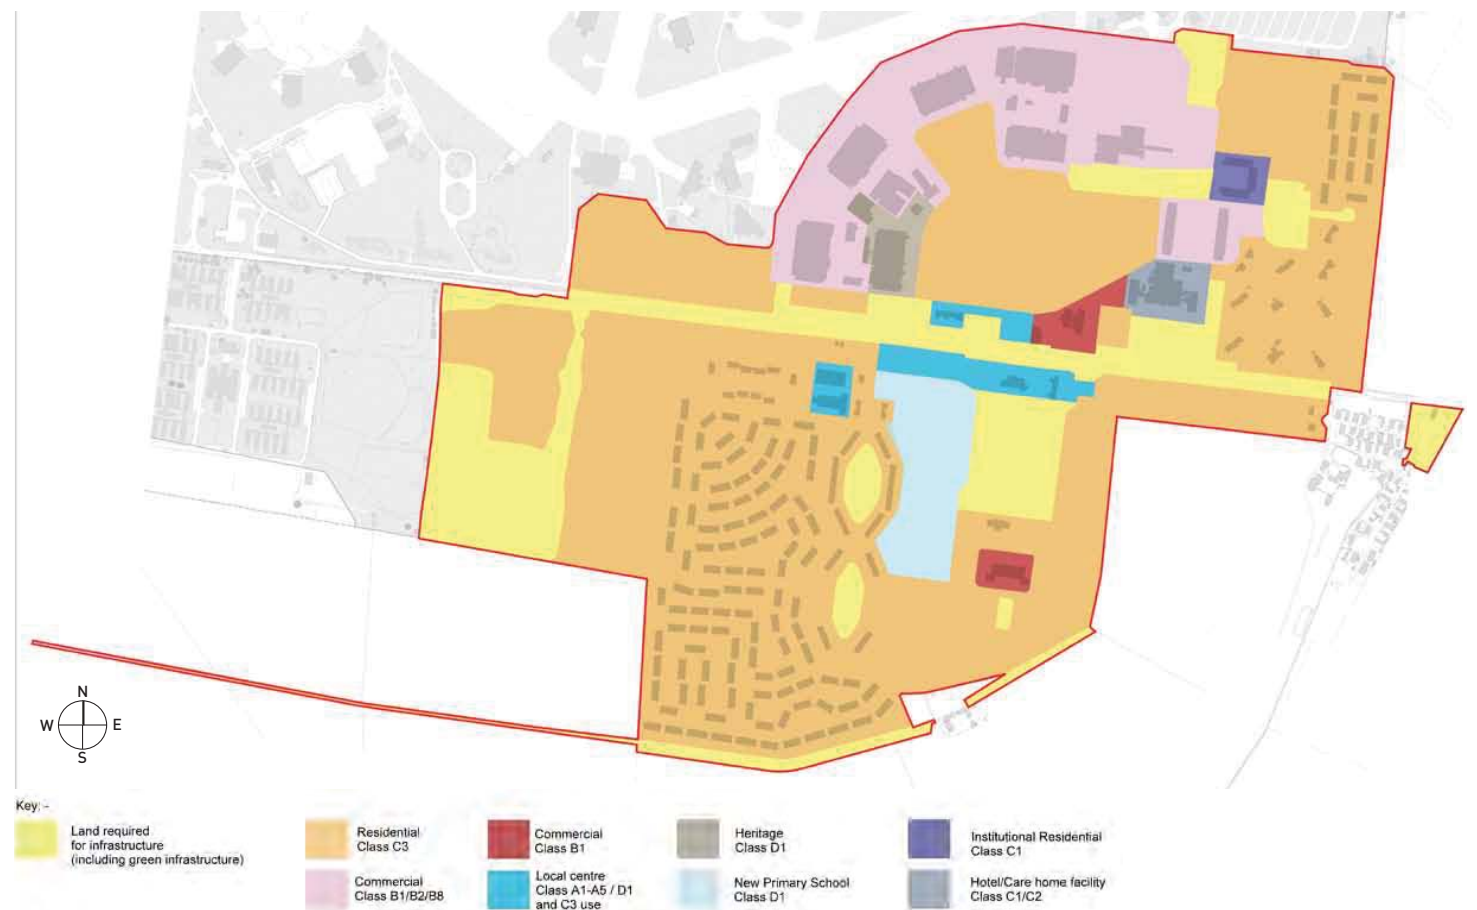 N
W E
S
Key: -
Land required
for infrastructure
(including green infrastructure)
Residential
Class C3
Commercial
Class B1
Heritage
Class D1
Institutional Residential
Class C1
Commercial
Class B1/B2/B8
Local centre
Class A1-A5 / D1
and C3 use
New Primary School
Class D1
Hotel/Care home facility
Class C1/C2